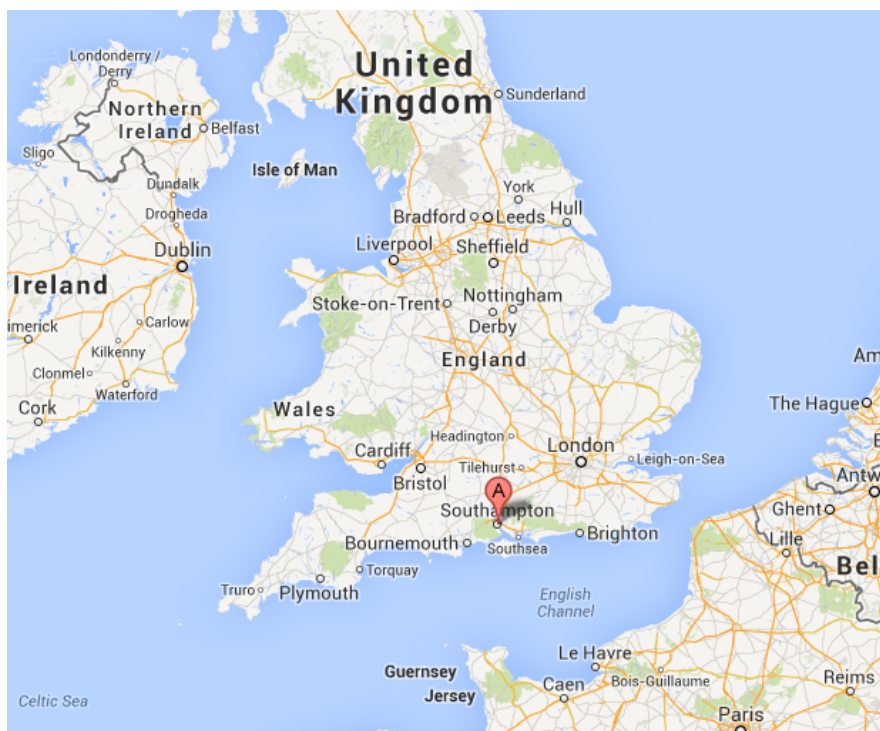 Londonderry /
Derry
United
Kingdom
Sunderland
Northern
Ireland
Belfast
Sligo
Isle of Man
Dundalk
York
Drogheda
Bradford
Leeds
Hull
Dublin
Liverpool
Sheffield
Ireland
Stoke-on-Trent
Nottingham
Derby
imerick
Carlow
Kilkenny
England
Am
Clonmel
Waterford
The Hague
Cork
Wales
Headington
Cardiff
London
Tilehurst
Leigh-on-Sea
Bristol
Antw
A
Southampton
Ghent
Bournemouth
Southsea
Brighton
Lille
Bel
Torquay
Truro
Plymouth
English
Channel
Le Havre
Guernsey
Bois-Guillaume
Reims
Jersey
Caen
Celtic Sea
Paris